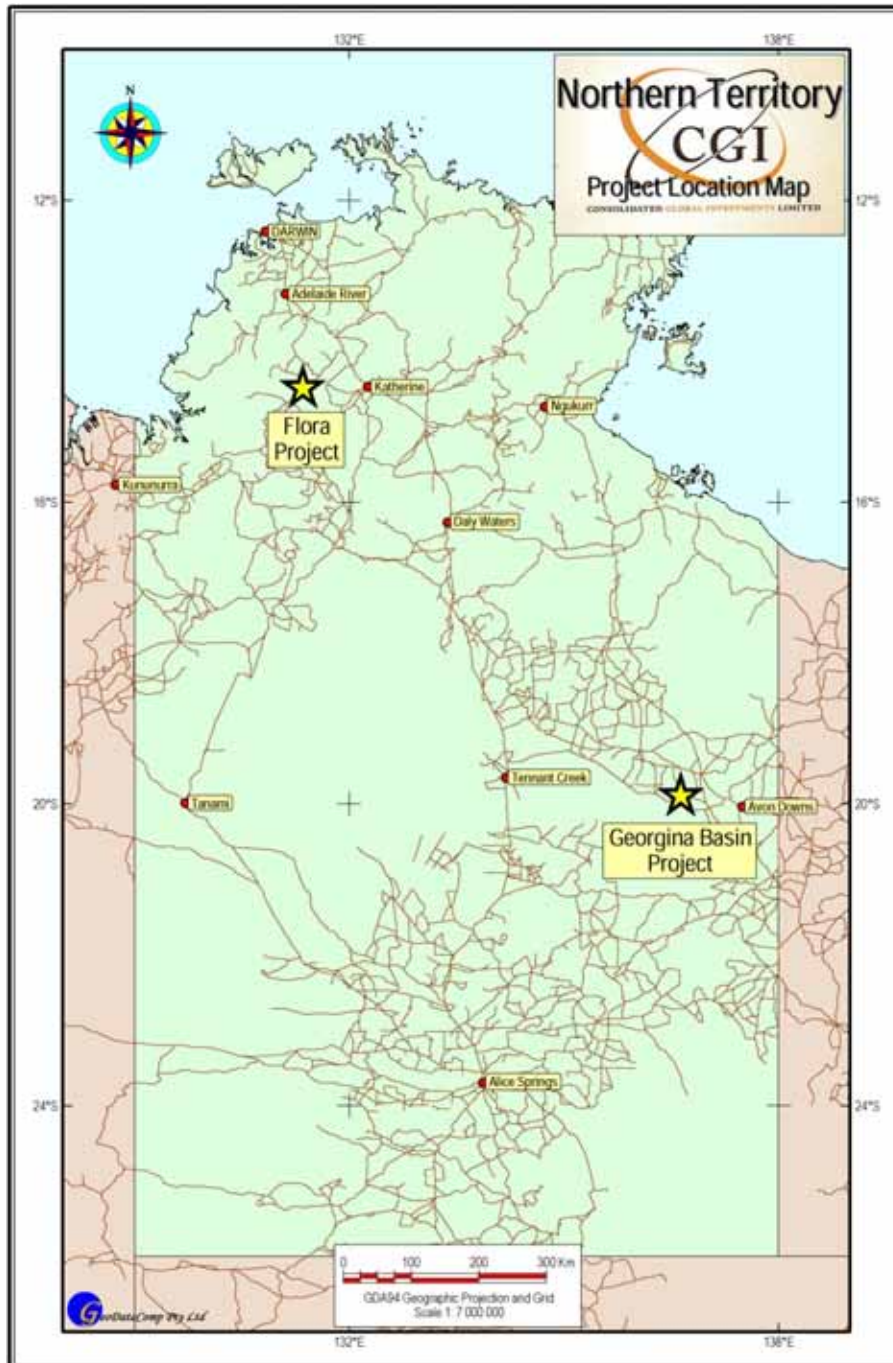 132°E
138°E
N
Northern Territory
CGI
Project Location Map
CONSOLIDATED GLOBAL INVESTMENTS LIMITED
12°S
12°S
DARWIN
Adelaide River
Katherine
Ngukurr
Flora
Project
Kununurra
16°S
16°S
Daly Waters
Tennant Creek
Tanami
20°S
20°S
Avon Downs
Georgina Basin
Project
Alice Springs
24°S
24°S
0 100 200 300 Km
GDA94 Geographic Projection and Grid
Scale 1: 7 000 000
GeoDataComp Pty Ltd
132°E
138°E